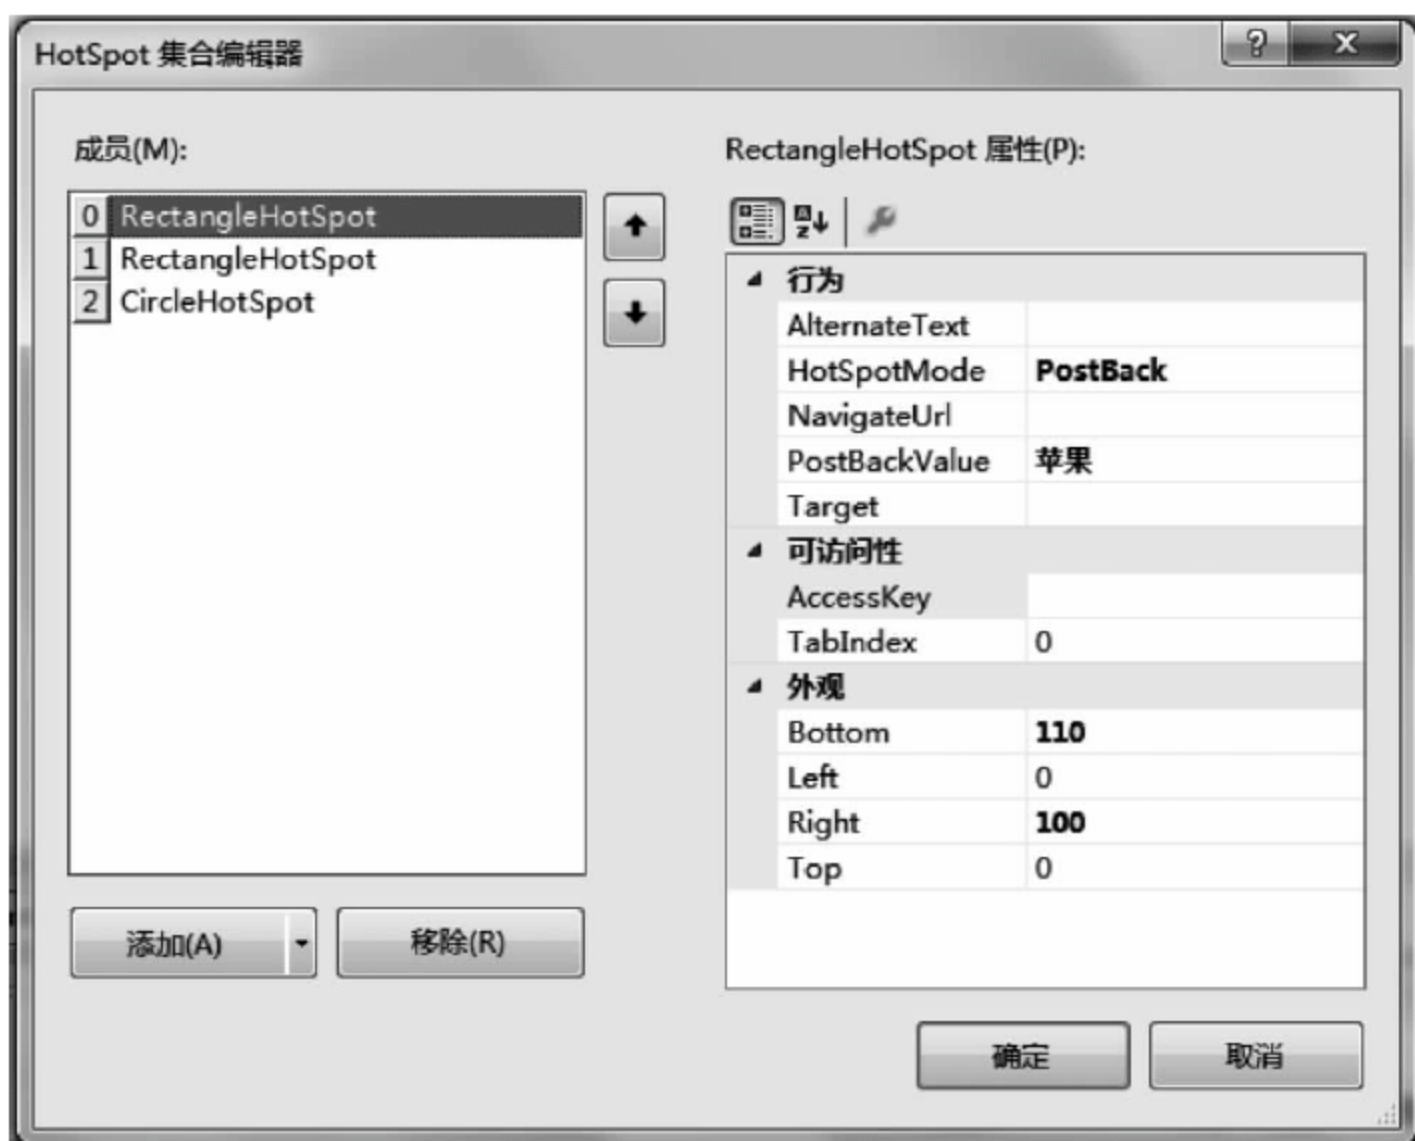 HotSpot 集合编辑器
?
X
成员(M):
0 RectangleHotSpot
1 RectangleHotSpot
2 CircleHotSpot
添加(A)
移除(R)
RectangleHotSpot 属性(P):
行为
AlternateText
HotSpotMode PostBack
NavigateUrl
PostBackValue 苹果
Target
可访问性
AccessKey
TabIndex 0
外观
Bottom 110
Left 0
Right 100
Top 0
确定
取消